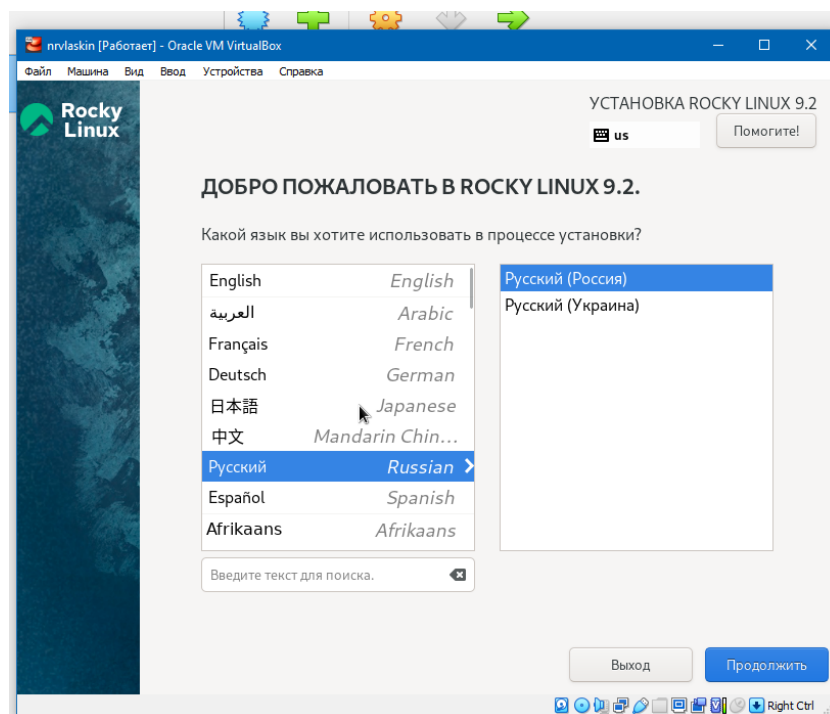 nrvlaskin [Работает] - Oracle VM VirtualBox
Файл Машина Вид Ввод Устройства Справка
Rocky
Linux
УСТАНОВКА ROCKY LINUX 9.2
us
Помогите!
ДОБРО ПОЖАЛОВАТЬ В ROCKY LINUX 9.2.
Какой язык вы хотите использовать в процессе установки?
English English
العربية Arabic
Français French
Deutsch German
日本語 Japanese
中文 Mandarin Chin...
Русский Russian
Español Spanish
Afrikaans Afrikaans
Русский (Россия)
Русский (Украина)
Введите текст для поиска.
Выход
Продолжить
Right Ctrl